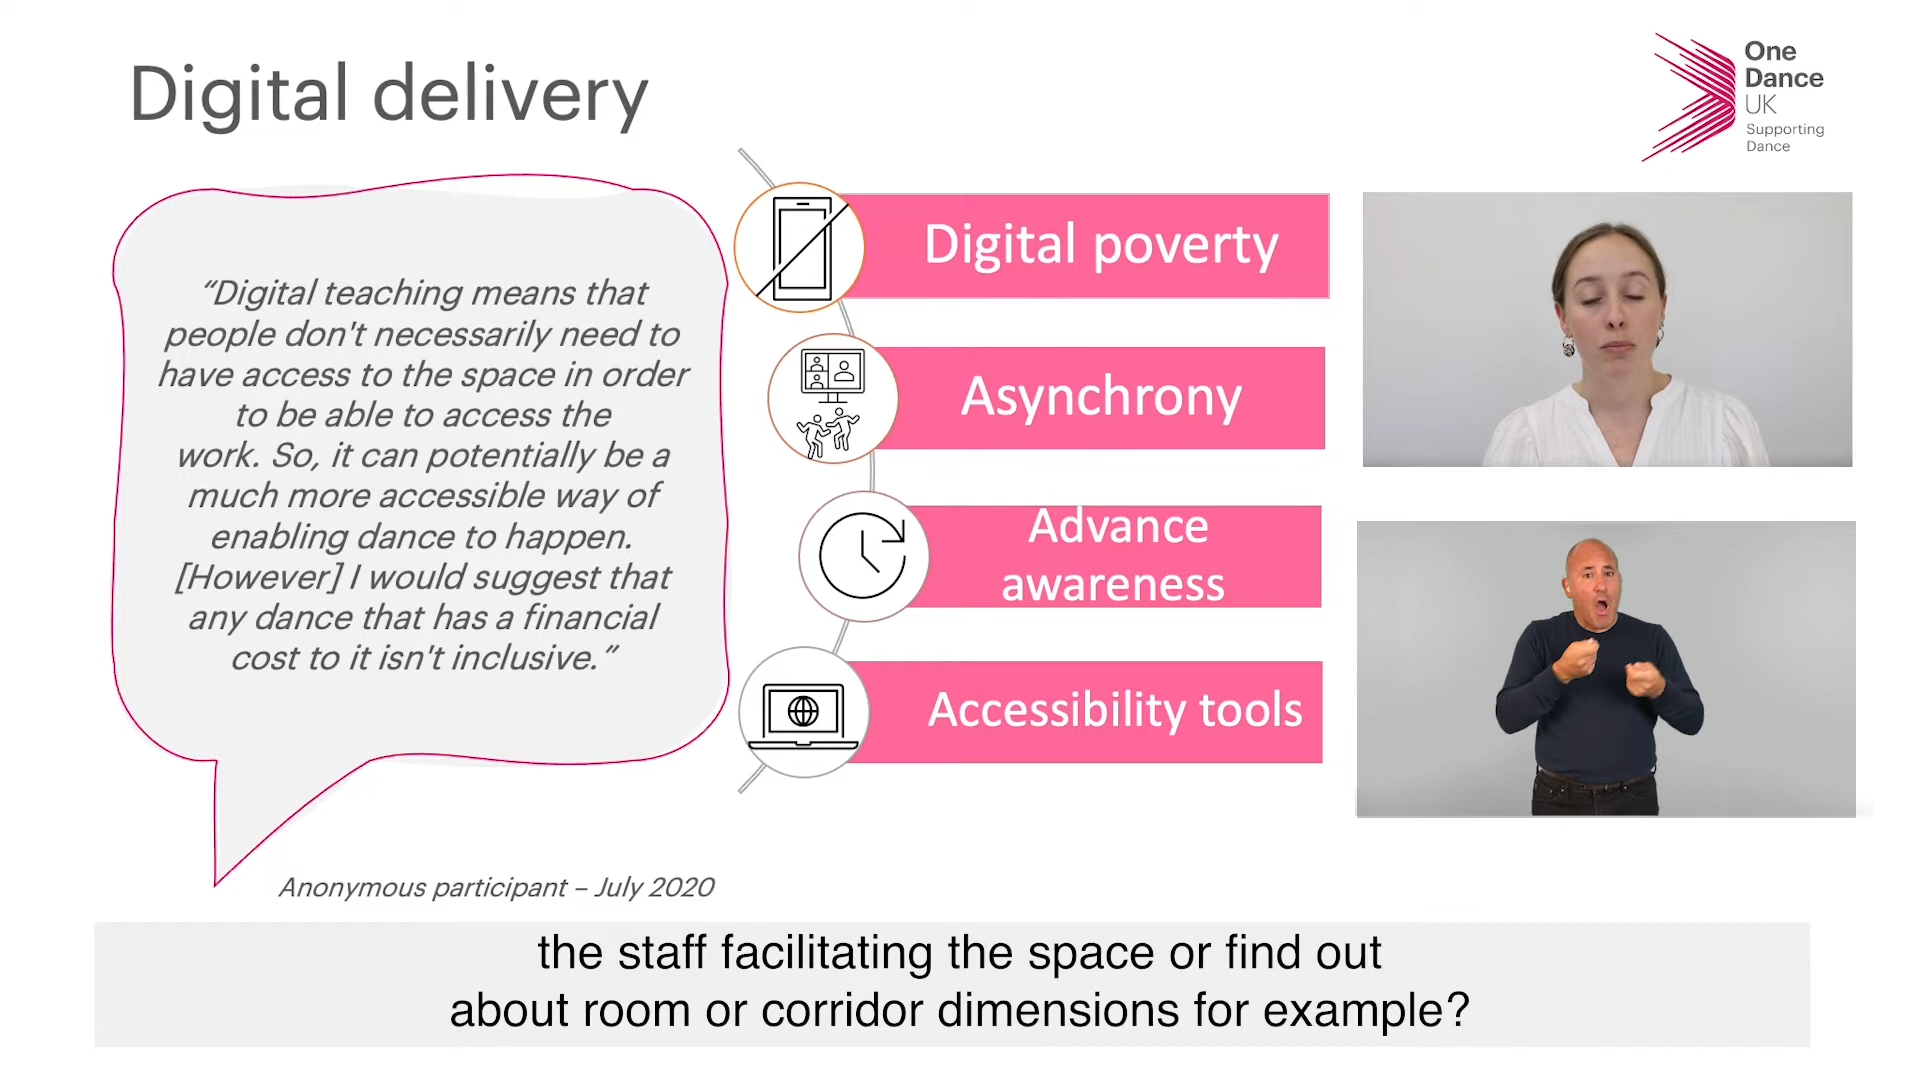 Digital delivery
One
Dance
UK
Supporting
Dance
“Digital teaching means that
people don't necessarily need to
have access to the space in order
to be able to access the
work. So, it can potentially be a
much more accessible way of
enabling dance to happen.
[However] I would suggest that
any dance that has a financial
cost to it isn't inclusive.”
Anonymous participant – July 2020
Digital poverty
Asynchrony
Advance
awareness
Accessibility tools
the staff facilitating the space or find out
about room or corridor dimensions for example?